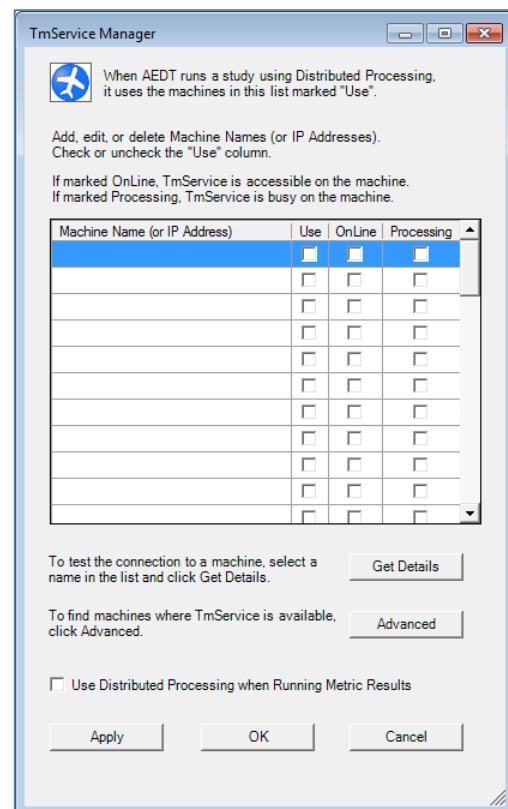 TmService Manager
When AEDT runs a study using Distributed Processing,
it uses the machines in this list marked "Use".
Add, edit, or delete Machine Names (or IP Addresses).
Check or uncheck the "Use" column.
If marked OnLine, TmService is accessible on the machine.
If marked Processing, TmService is busy on the machine.
Machine Name (or IP Address) Use OnLine Processing
To test the connection to a machine, select a
name in the list and click Get Details.
Get Details
To find machines where TmService is available,
click Advanced.
Advanced
Use Distributed Processing when Running Metric Results
Apply OK Cancel